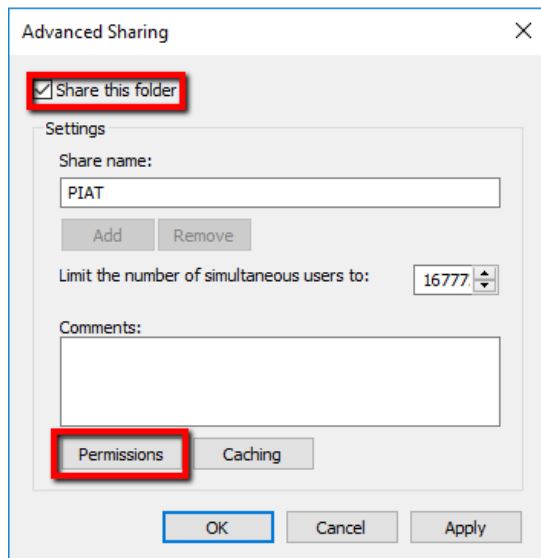 Advanced Sharing
Share this folder
Settings
Share name:
PIAT
Add Remove
Limit the number of simultaneous users to: 16777
Comments:
Permissions Caching
OK Cancel Apply